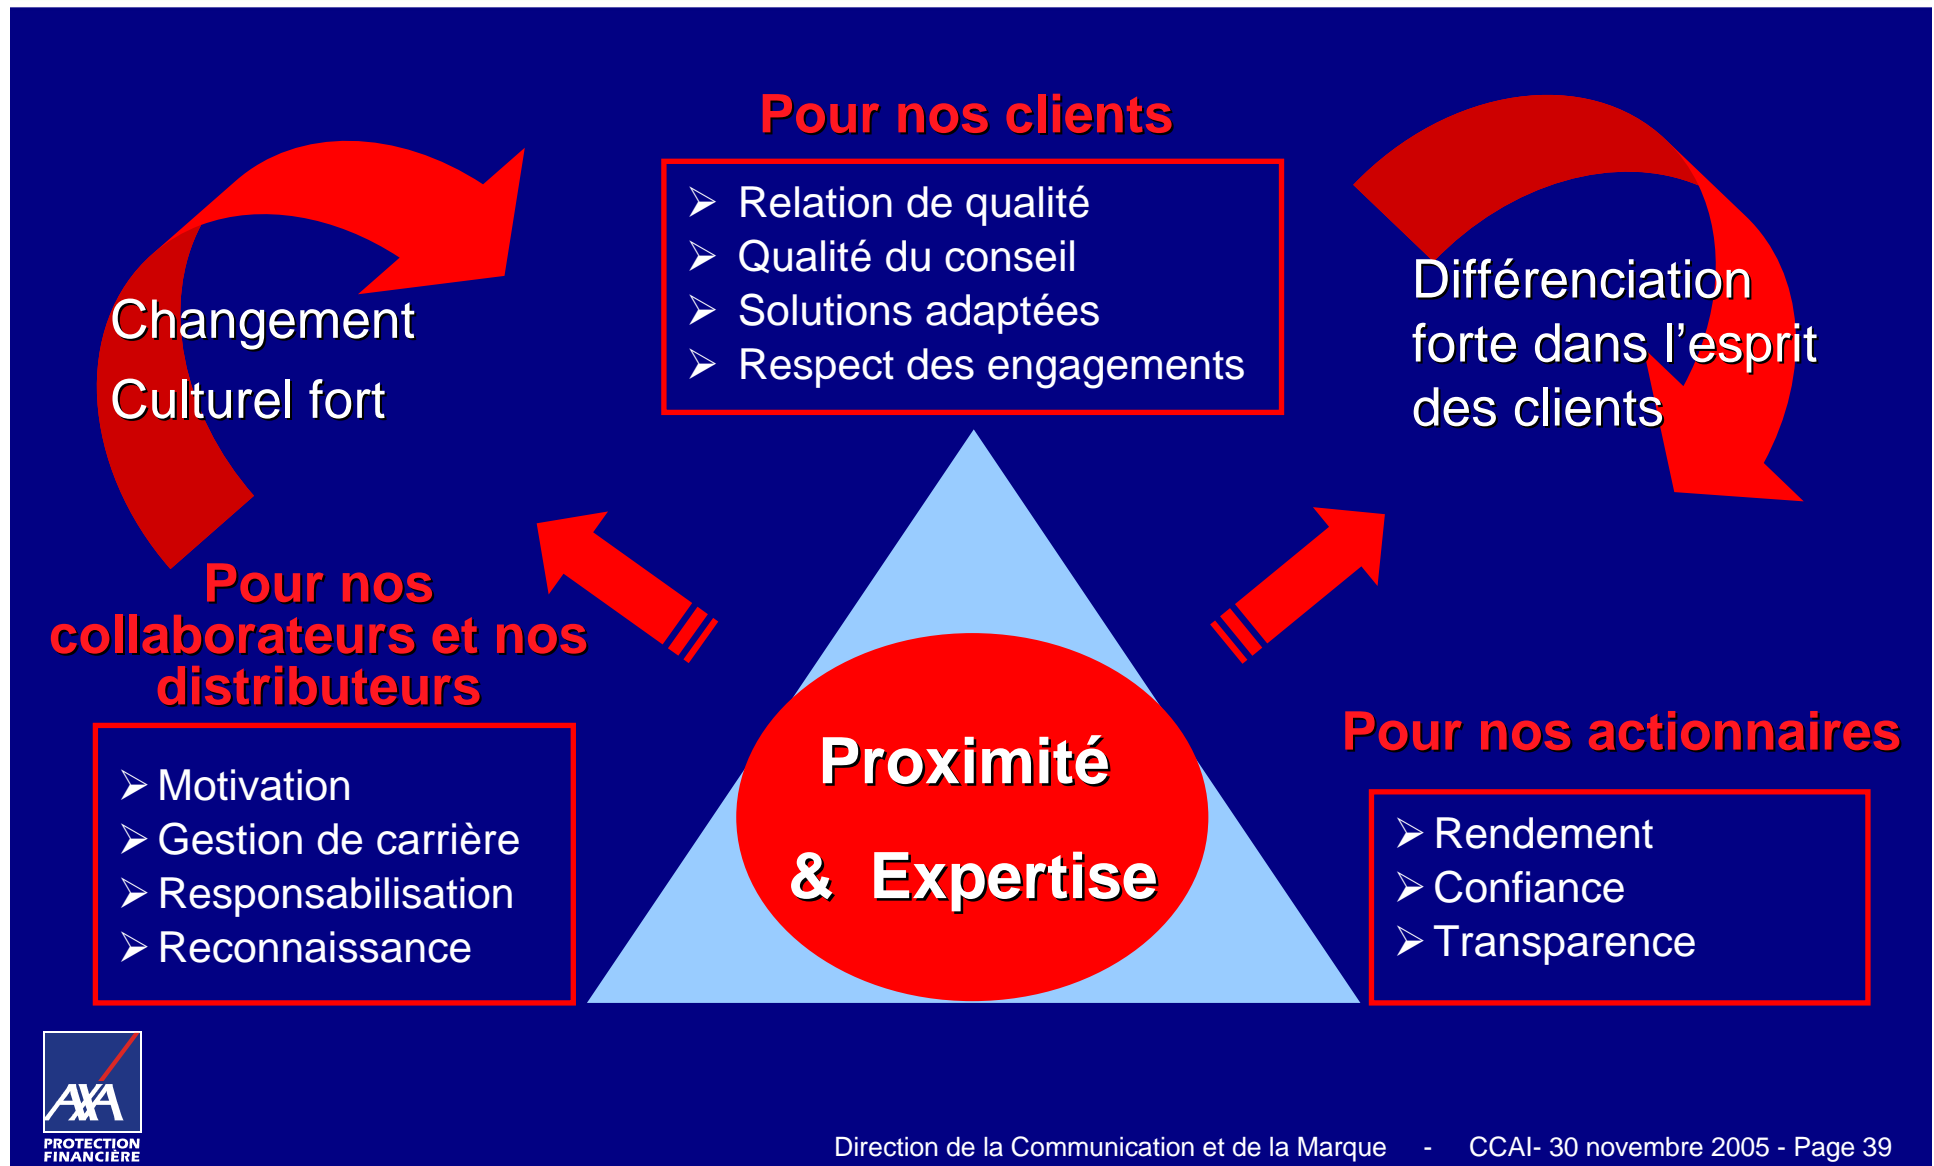 Pour nos clients
➢ Relation de qualité
➢ Qualité du conseil
➢ Solutions adaptées
➢ Respect des engagements
Changement
Culturel fort
Différenciation
forte dans l’esprit
des clients
Pour nos
collaborateurs et nos
distributeurs
➢ Motivation
➢ Gestion de carrière
➢ Responsabilisation
➢ Reconnaissance
Proximité
& Expertise
Pour nos actionnaires
➢ Rendement
➢ Confiance
➢ Transparence
AXA
PROTECTION
FINANCIÈRE
Direction de la Communication et de la Marque - CCAI- 30 novembre 2005 - Page 39